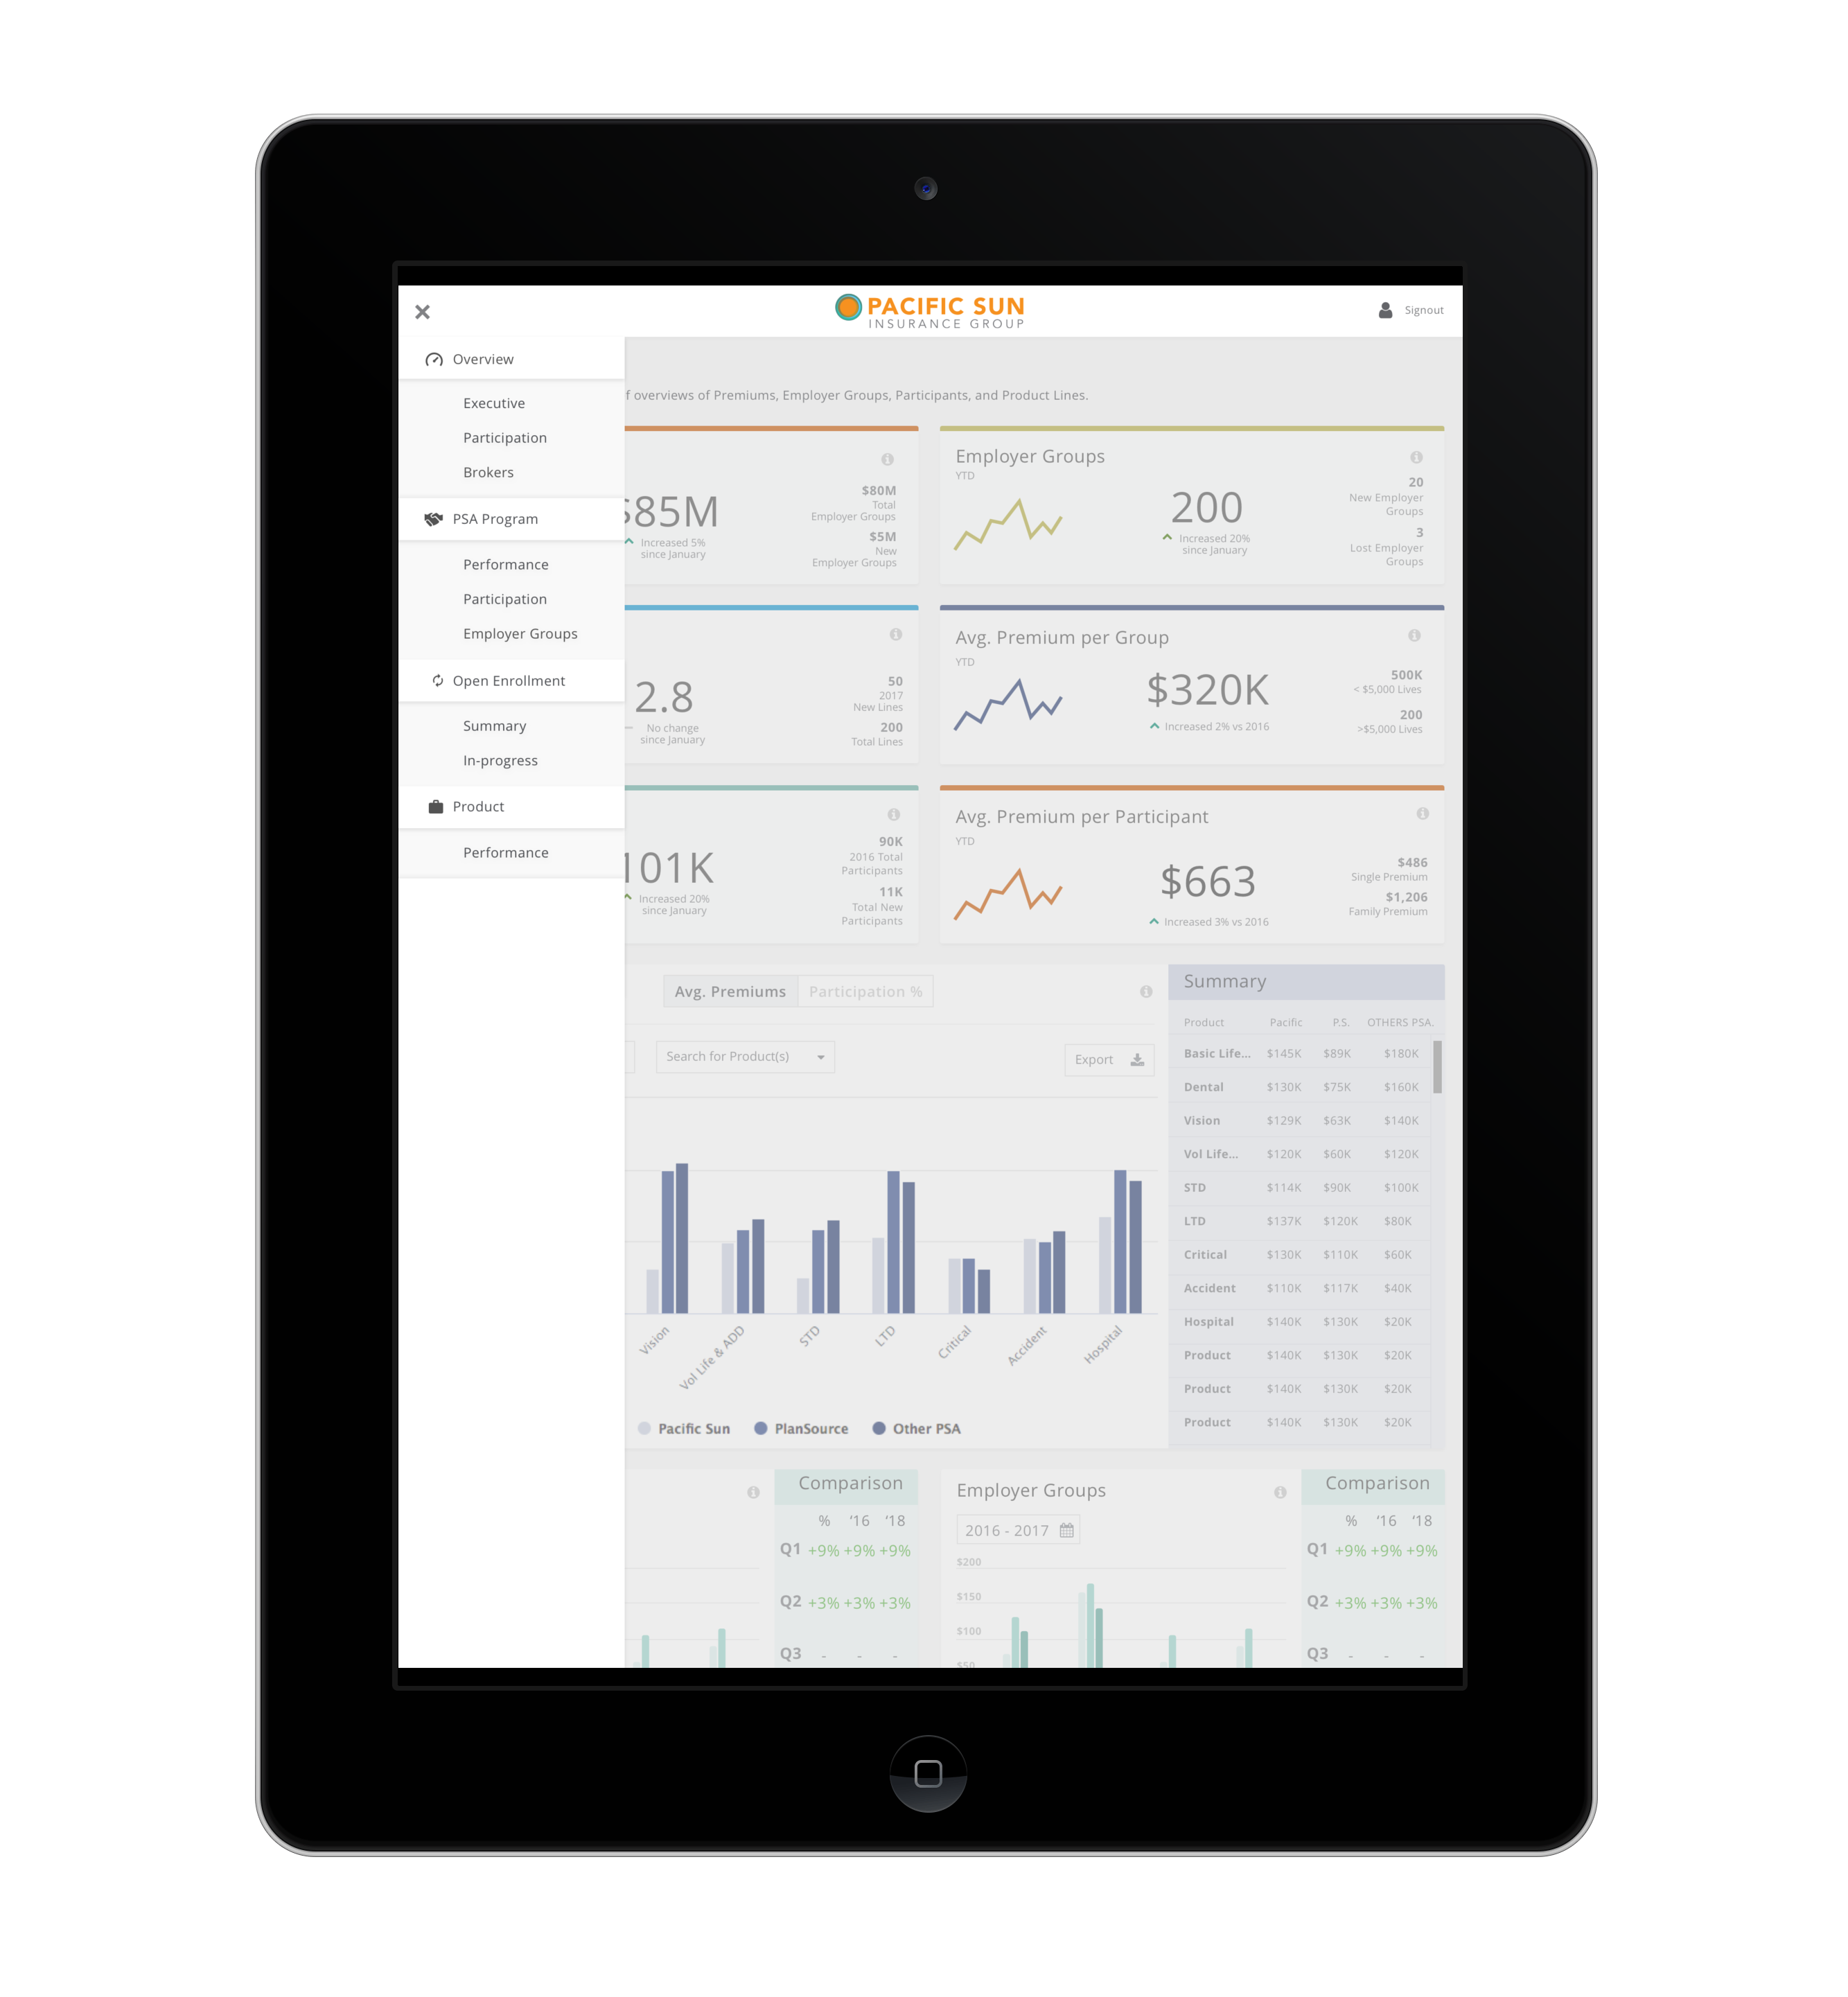 PACIFIC SUN
INSURANCE GROUP
Signout
Overview
Executive
Participation
Brokers
PSA Program
Performance
Participation
Employer Groups
Open Enrollment
Summary
In-progress
Product
Performance
f overviews of Premiums, Employer Groups, Participants, and Product Lines.
$85M
Increased 5%
since January
$80M
Total
Employer Groups
$5M
New
Employer Groups
Employer Groups
YTD
200
Increased 20%
since January
20
New Employer
Groups
3
Lost Employer
Groups
2.8
No change
since January
50
2017
New Lines
200
Total Lines
Avg. Premium per Group
YTD
$320K
Increased 2% vs 2016
500K
< $5,000 Lives
200
>$5,000 Lives
101K
Increased 20%
since January
90K
2016 Total
Participants
11K
Total New
Participants
Avg. Premium per Participant
YTD
$663
Increased 3% vs 2016
$486
Single Premium
$1,206
Family Premium
Avg. Premiums Participation %
Search for Product(s)
Export
Vision
Vol Life & ADD
STD
LTD
Critical
Accident
Hospital
Pacific Sun PlanSource Other PSA
Summary
Product Pacific P.S. OTHERS PSA.
Basic Life... $145K $89K $180K
Dental $130K $75K $160K
Vision $129K $63K $140K
Vol Life... $120K $60K $120K
STD $114K $90K $100K
LTD $137K $120K $80K
Critical $130K $110K $60K
Accident $110K $117K $40K
Hospital $140K $130K $20K
Product $140K $130K $20K
Product $140K $130K $20K
Product $140K $130K $20K
Comparison
% ‘16 ‘18
Q1 +9% +9% +9%
Q2 +3% +3% +3%
Q3 - - -
Employer Groups
2016 - 2017
$200
$150
$100
$50
Comparison
% ‘16 ‘18
Q1 +9% +9% +9%
Q2 +3% +3% +3%
Q3 - - -